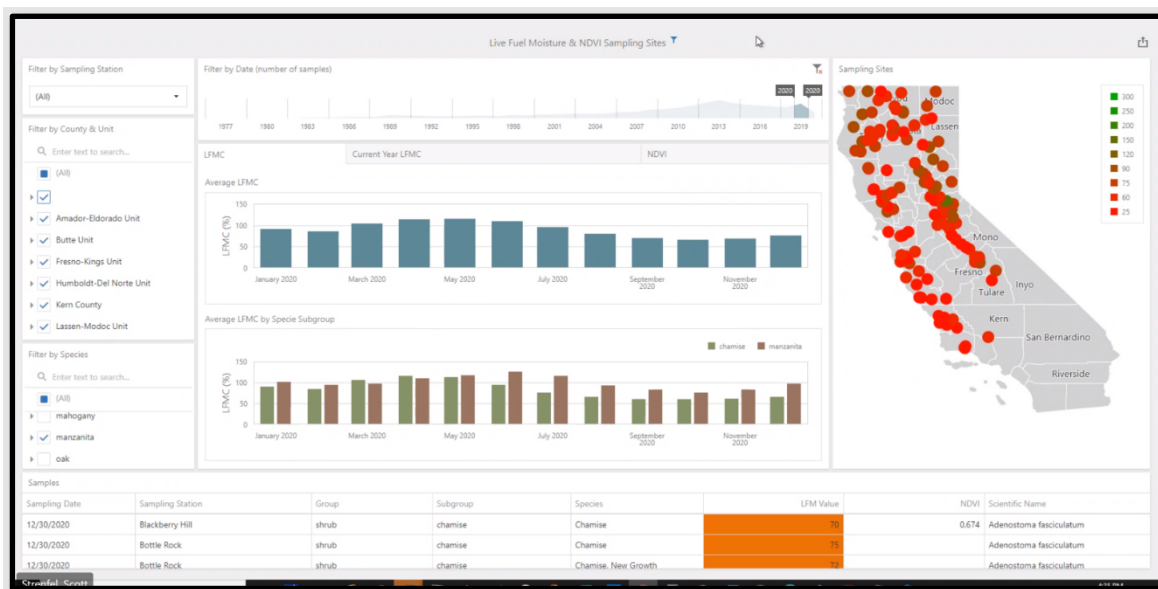 Live Fuel Moisture & NDVI Sampling Sites
Filter by Sampling Station
(All)
Filter by County & Unit
Enter text to search...
(All)
Amador-Eldorado Unit
Butte Unit
Fresno-Kings Unit
Humboldt-Del Norte Unit
Kern County
Lassen-Modoc Unit
Filter by Species
Enter text to search...
(All)
mahogany
manzanita
oak
Filter by Date (number of samples)
2020 2020
1977 1980 1983 1986 1989 1992 1995 1998 2001 2004 2007 2010 2013 2016 2019
LFMC Current Year LFMC NDVI
Average LFMC
LFMC (%)
150
100
50
0
January 2020 March 2020 May 2020 July 2020 September 2020 November 2020
Average LFMC by Specie Subgroup
chamise manzanita
LFMC (%)
150
100
50
0
January 2020 March 2020 May 2020 July 2020 September 2020 November 2020
Sampling Sites
Modoc
Lassen
Mono
Fresno
Inyo
Tulare
Kern
San Bernardino
Riverside
300
250
200
150
120
90
75
60
25
Samples
Sampling Date Sampling Station Group Subgroup Species LFM Value NDVI Scientific Name
12/30/2020 Blackberry Hill shrub chamise Chamise 70 0.674 Adenostoma fasciculatum
12/30/2020 Bottle Rock shrub chamise Chamise 75 Adenostoma fasciculatum
12/30/2020 Bottle Rock shrub chamise Chamise, New Growth 72 Adenostoma fasciculatum
Strenfel, Scott